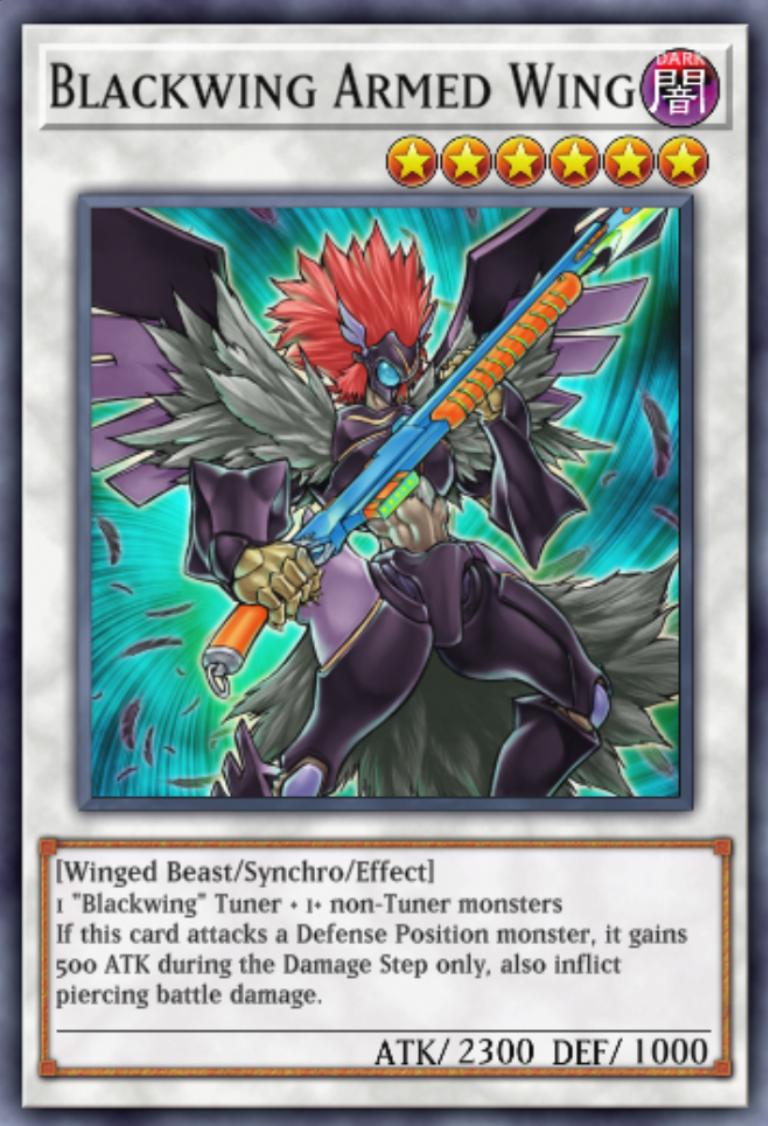 Blackwing Armed Wing
DARK
闇
[Winged Beast/Synchro/Effect]
1 "Blackwing" Tuner + 1+ non-Tuner monsters
If this card attacks a Defense Position monster, it gains
500 ATK during the Damage Step only, also inflict
piercing battle damage.
ATK/ 2300 DEF/ 1000